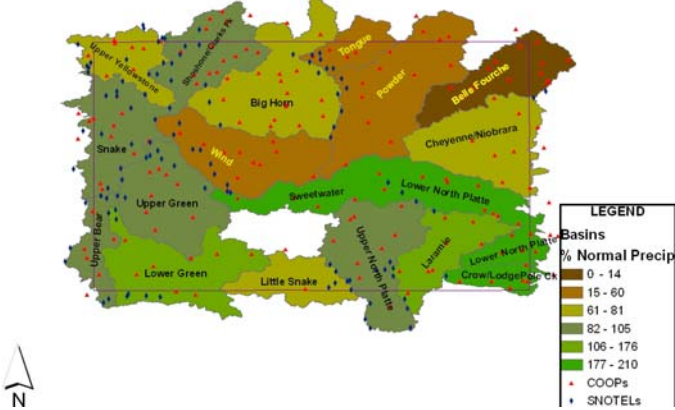 Upper Yellowstone
Shoshone/Clarks Fk
Tongue
Powder
Belle Fourche
Big Horn
Cheyenne/Niobrara
Snake
Wind
Sweetwater
Lower North Platte
Upper Green
Upper Bear
Upper North Platte
Laramie
Lower North Platte
Lower Green
Little Snake
Crow/LodgePole Ck
LEGEND
Basins
% Normal Precip
0 - 14
15 - 60
61 - 81
82 - 105
106 - 176
177 - 210
COOPs
SNOTELs
N